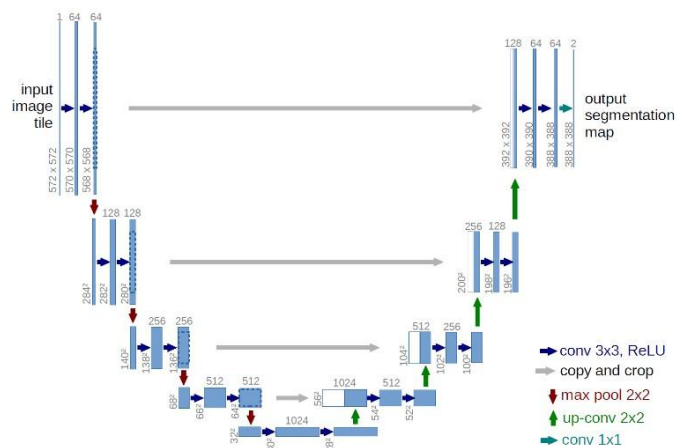 1 64 64
input
image
tile
572 x 572
570 x 570
568 x 568
128 64 64 2
output
segmentation
map
392 x 392
390 x 390
388 x 388
388 x 388
128 128
284²
282²
280²
256 128
200²
198²
196²
256 256
140²
138²
136²
512 256
104²
102²
100²
512 512
68²
66²
64²
1024 512
56²
54²
52²
1024
32²
conv 3x3, ReLU
copy and crop
max pool 2x2
up-conv 2x2
conv 1x1